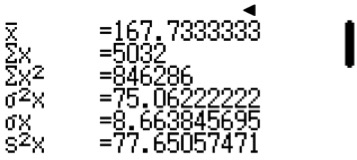 x̄ =167.7333333
Σx =5032
Σx² =846286
σ²x =75.06222222
σx =8.663845695
s²x =77.65057471